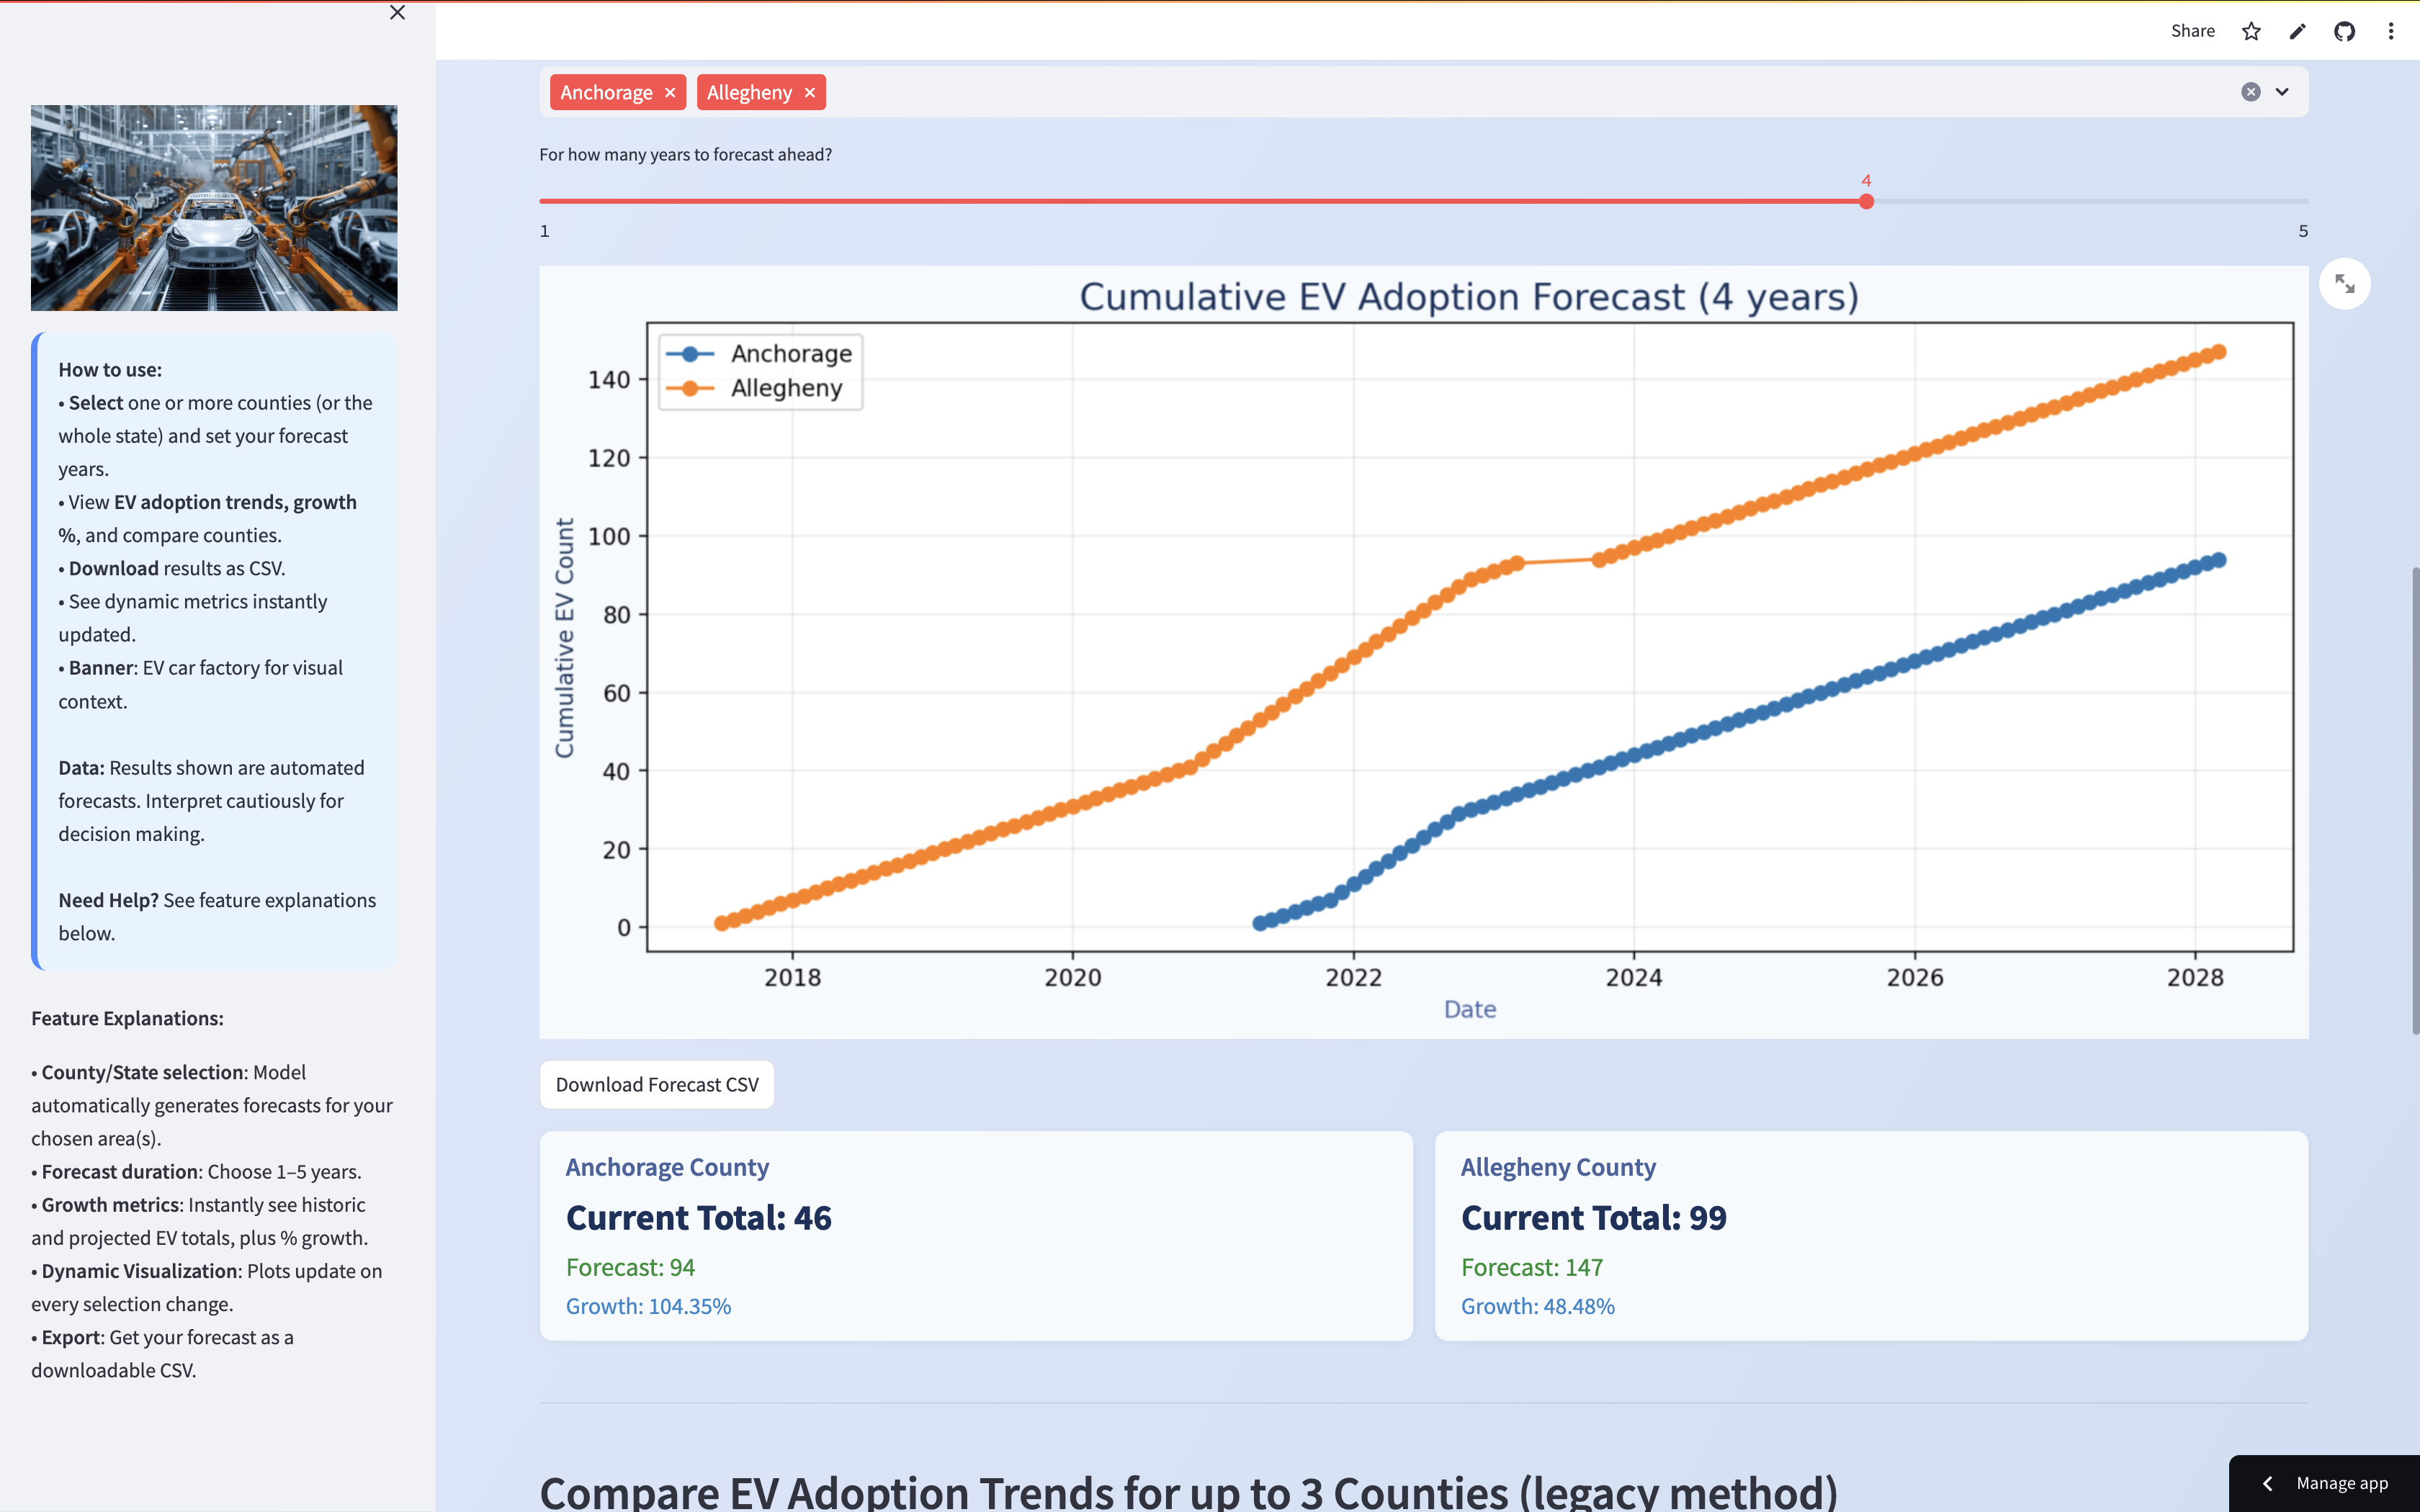 Share
Anchorage ×
Allegheny ×
For how many years to forecast ahead?
4
1
5
How to use:
• Select one or more counties (or the
whole state) and set your forecast
years.
• View EV adoption trends, growth
%, and compare counties.
• Download results as CSV.
• See dynamic metrics instantly
updated.
• Banner: EV car factory for visual
context.
Data: Results shown are automated
forecasts. Interpret cautiously for
decision making.
Need Help? See feature explanations
below.
Feature Explanations:
• County/State selection: Model
automatically generates forecasts for your
chosen area(s).
• Forecast duration: Choose 1–5 years.
• Growth metrics: Instantly see historic
and projected EV totals, plus % growth.
• Dynamic Visualization: Plots update on
every selection change.
• Export: Get your forecast as a
downloadable CSV.
Cumulative EV Adoption Forecast (4 years)
Anchorage
Allegheny
Cumulative EV Count
140
120
100
80
60
40
20
0
2018
2020
2022
2024
2026
2028
Date
Download Forecast CSV
Anchorage County
Current Total: 46
Forecast: 94
Growth: 104.35%
Allegheny County
Current Total: 99
Forecast: 147
Growth: 48.48%
Compare EV Adoption Trends for up to 3 Counties (legacy method)
Manage app